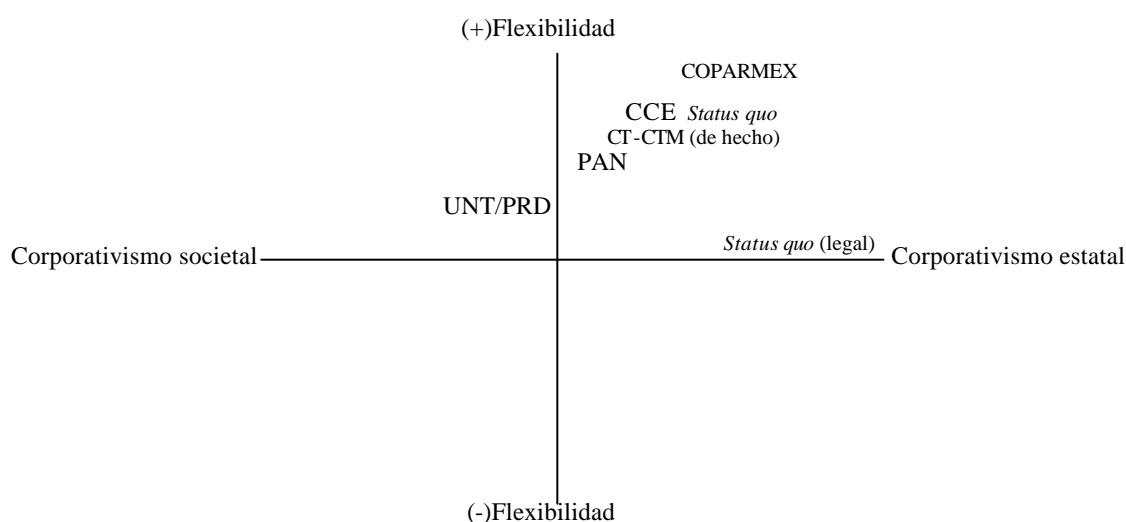 (+)Flexibilidad
COPARMEX
CCE Status quo
CT-CTM (de hecho)
PAN
UNT/PRD
Status quo (legal)
Corporativismo societal
Corporativismo estatal
(-)Flexibilidad